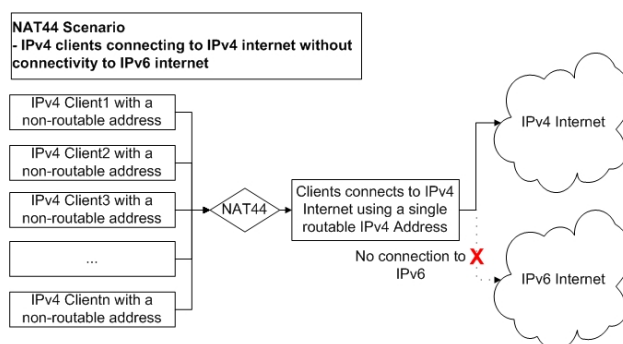 NAT44 Scenario
- IPv4 clients connecting to IPv4 internet without
connectivity to IPv6 internet
IPv4 Client1 with a
non-routable address
IPv4 Client2 with a
non-routable address
IPv4 Client3 with a
non-routable address
...
IPv4 Clientn with a
non-routable address
NAT44
Clients connects to IPv4
Internet using a single
routable IPv4 Address
No connection to
IPv6
X
IPv4 Internet
IPv6 Internet